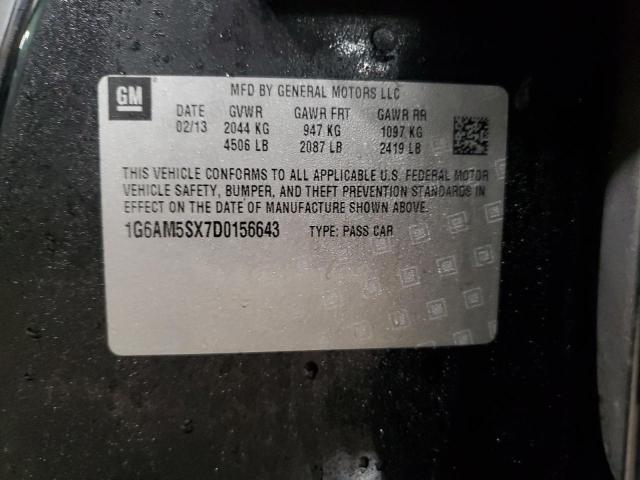 GM
MFD BY GENERAL MOTORS LLC
DATE GVWR GAWR FRT GAWR RR
02/13 2044 KG 947 KG 1097 KG
4506 LB 2087 LB 2419 LB
THIS VEHICLE CONFORMS TO ALL APPLICABLE U.S. FEDERAL MOTOR
VEHICLE SAFETY, BUMPER, AND THEFT PREVENTION STANDARDS IN
EFFECT ON THE DATE OF MANUFACTURE SHOWN ABOVE.
1G6AM5SX7D0156643 TYPE: PASS CAR